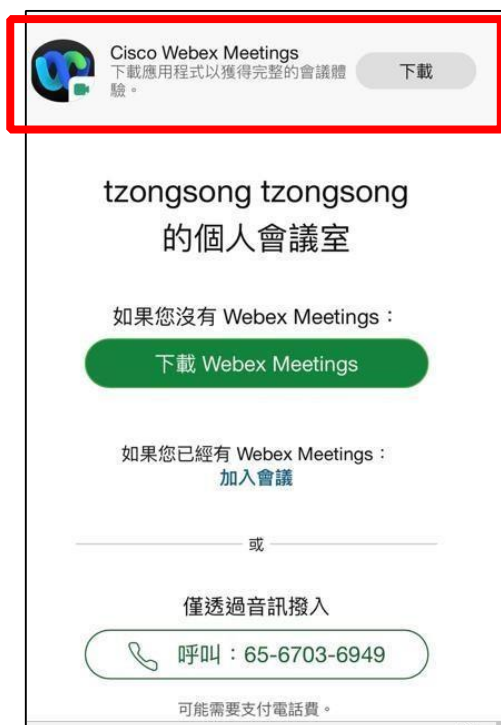 Cisco Webex Meetings
下載應用程式以獲得完整的會議體
驗。
下載
tzongsong tzongsong
的個人會議室
如果您沒有 Webex Meetings：
下載 Webex Meetings
如果您已經有 Webex Meetings：
加入會議
或
僅透過音訊撥入
呼叫：65-6703-6949
可能需要支付電話費。